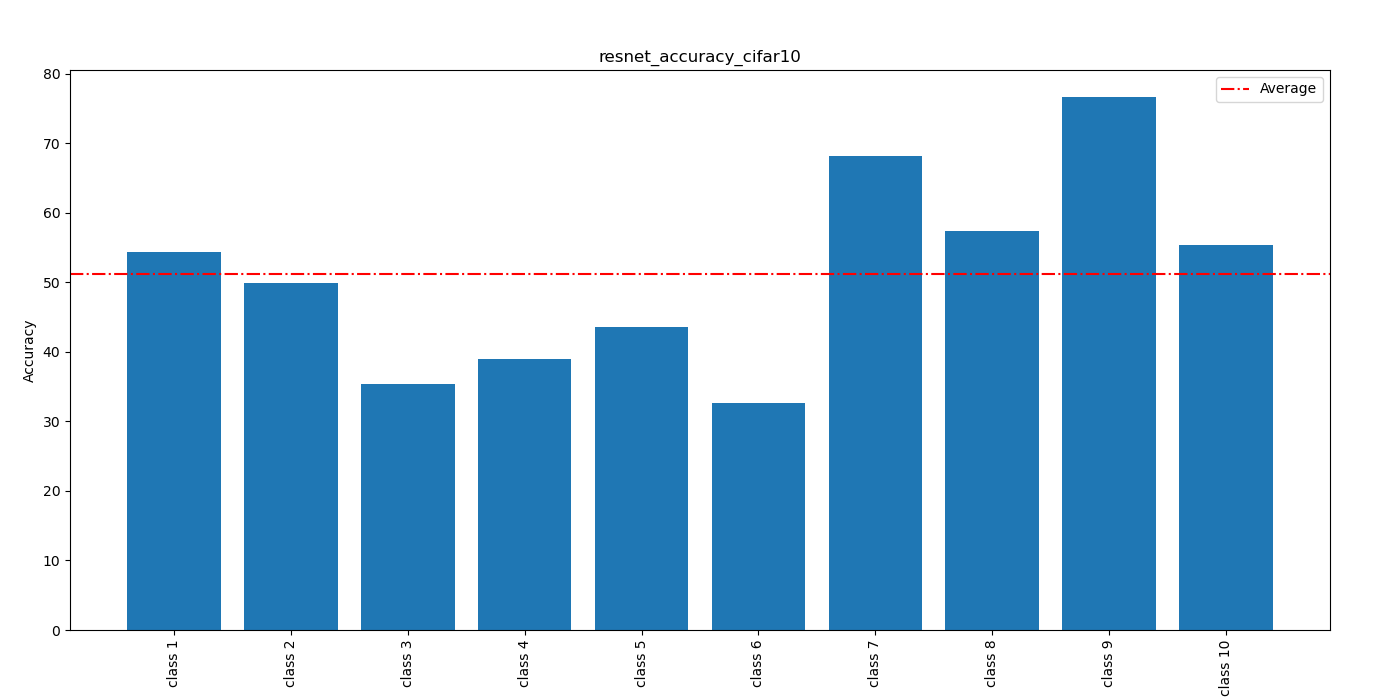 resnet_accuracy_cifar10
Average
Accuracy
80
70
60
50
40
30
20
10
0
class 1
class 2
class 3
class 4
class 5
class 6
class 7
class 8
class 9
class 10